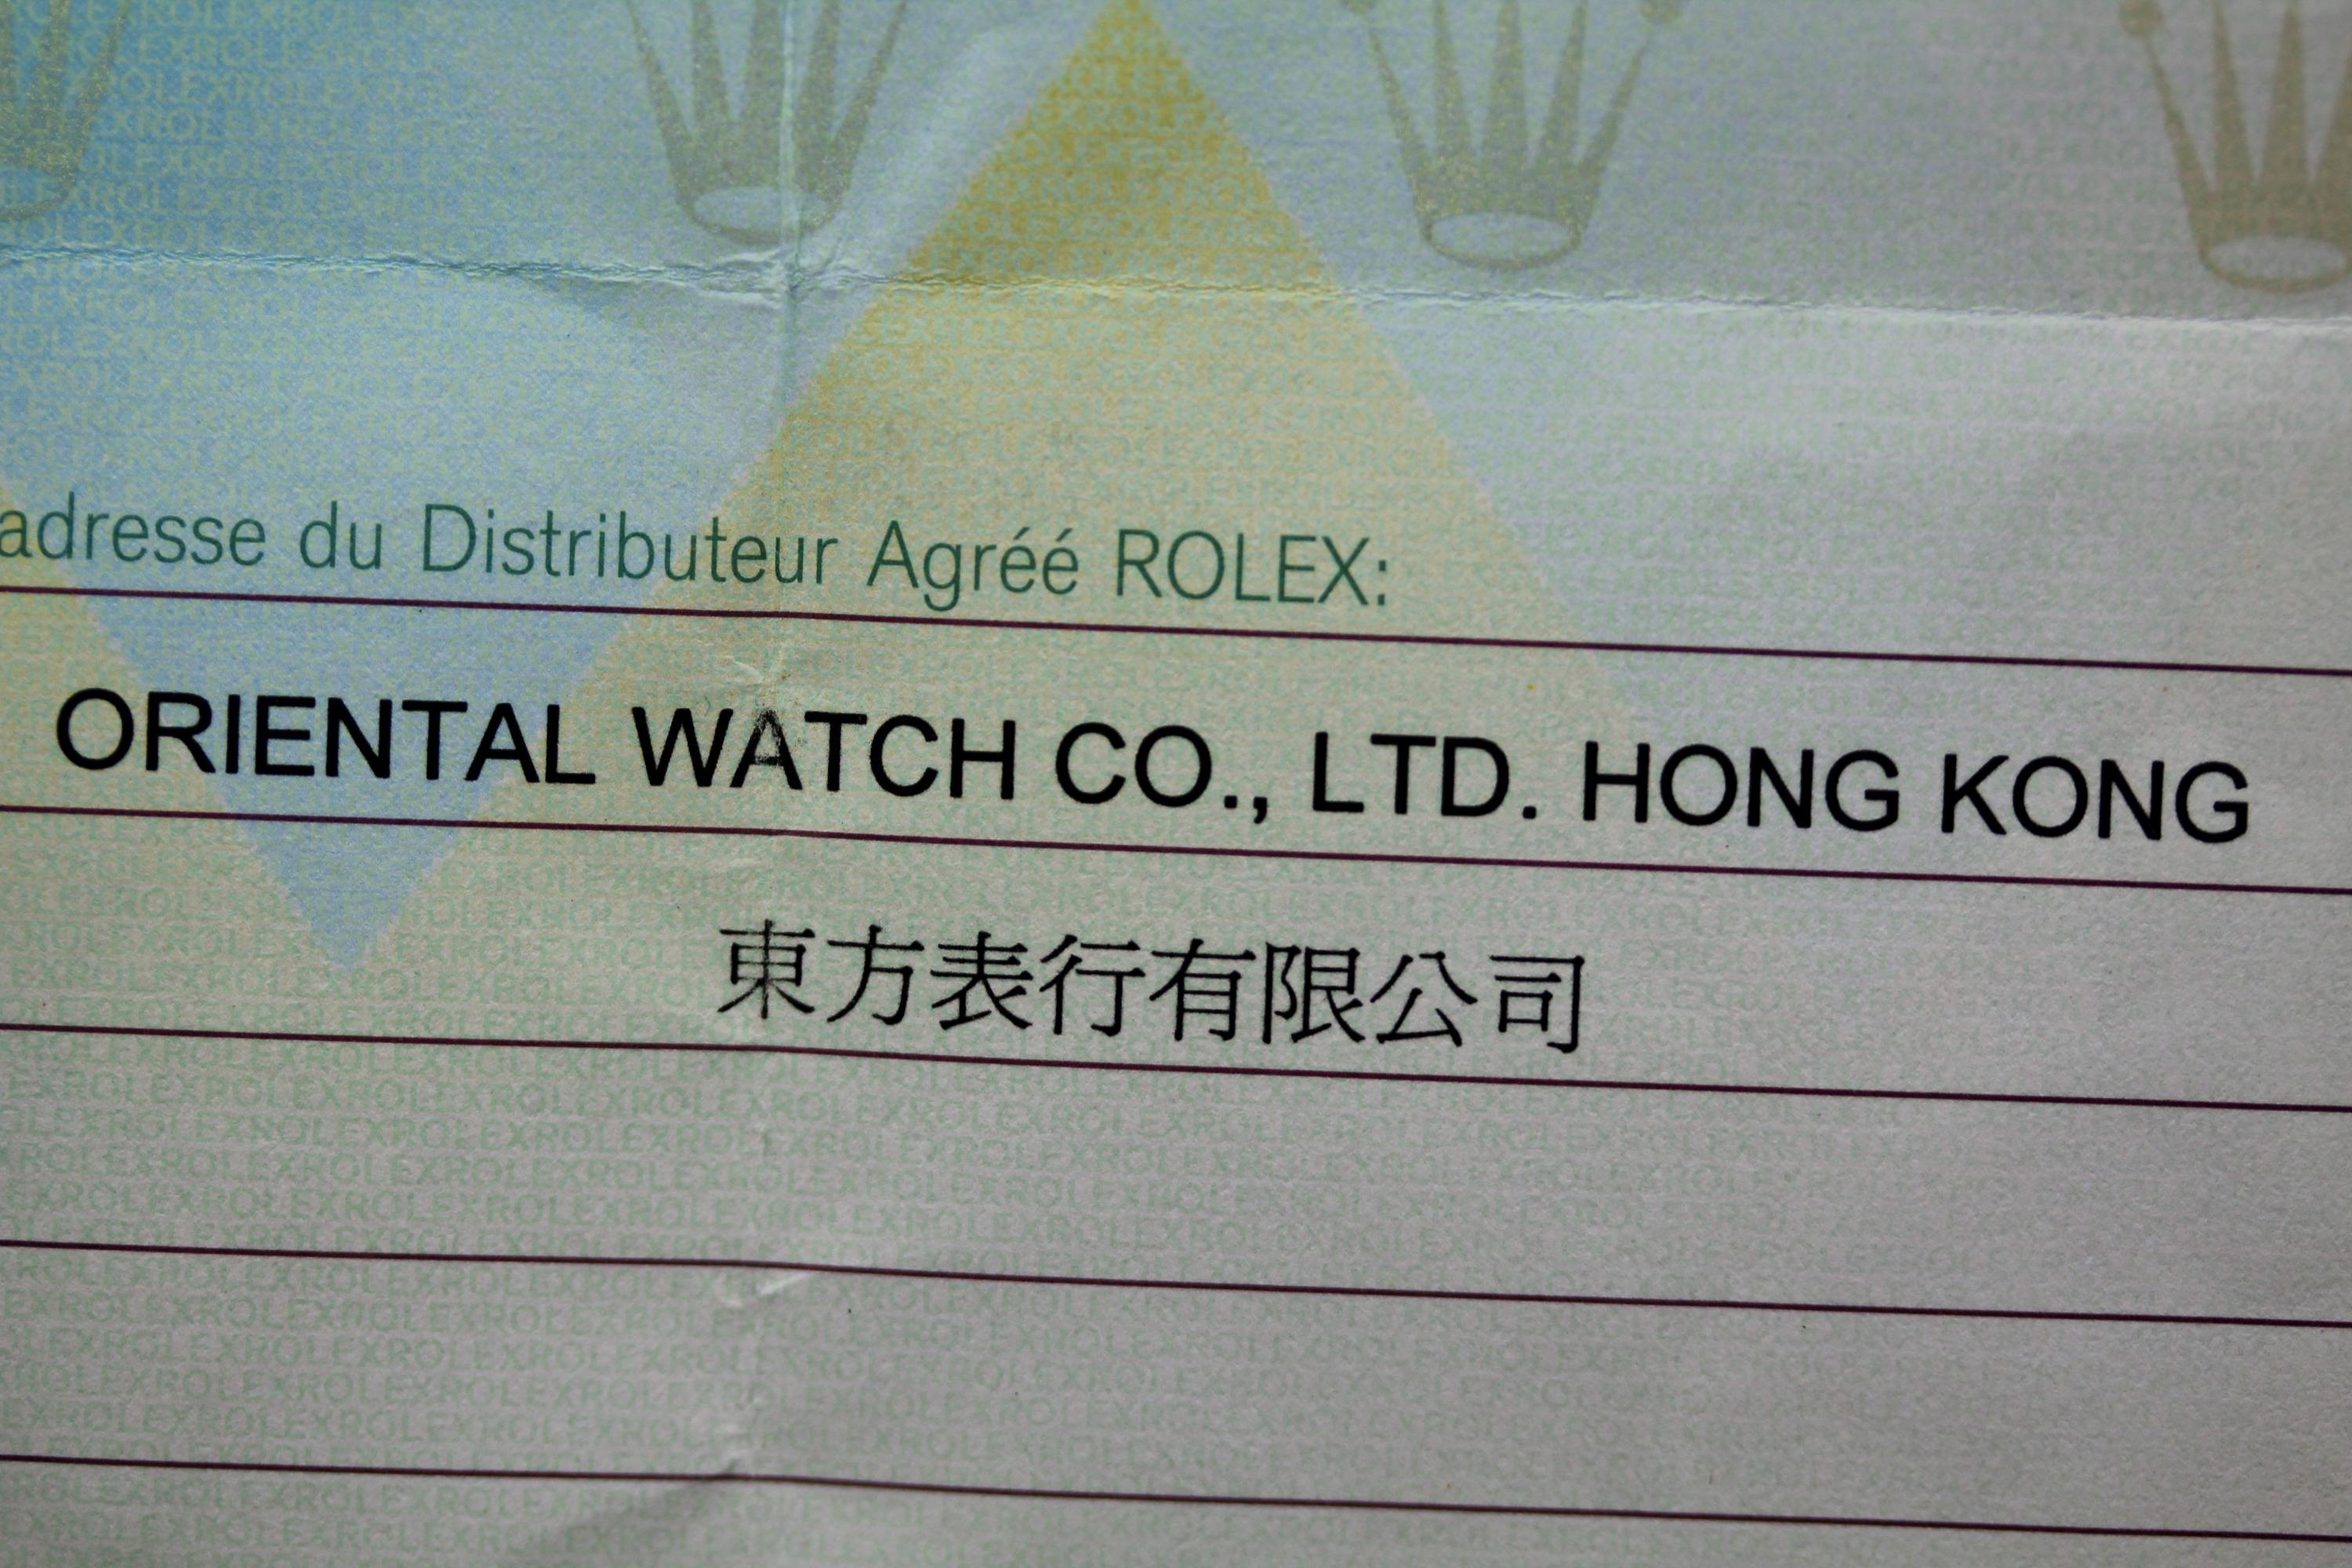 adresse du Distributeur Agréé ROLEX:
ORIENTAL WATCH CO., LTD. HONG KONG
東方表行有限公司